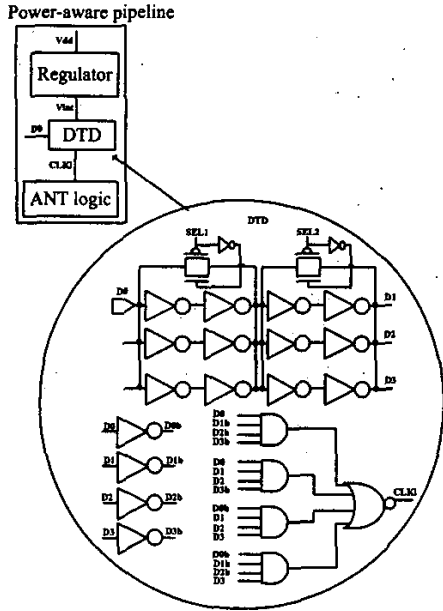 Power-aware pipeline
Vdd
Regulator
Vint
D0
DTD
CLKI
ANT logic
DTD
SEL1
SEL2
D0
D1
D2
D3
D0
D0b
D1
D1b
D2
D2b
D3
D3b
D0
D1b
D2b
D3b
D0
D1
D2
D3b
D0b
D1
D2
D3
D0b
D1b
D2b
D3
CLKI